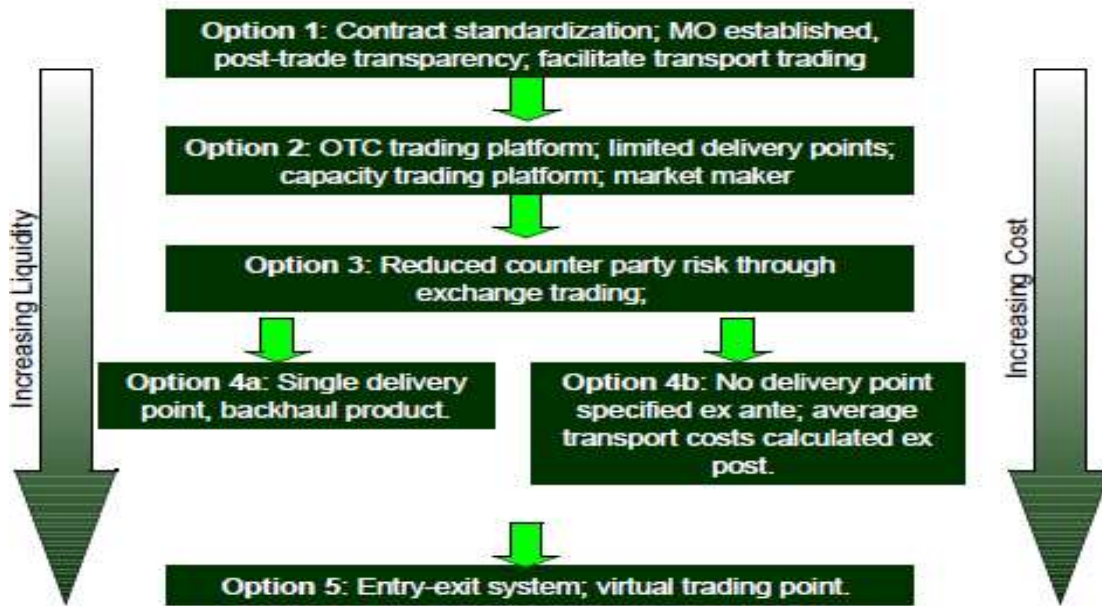 Option 1: Contract standardization; MO established,
post-trade transparency; facilitate transport trading
Option 2: OTC trading platform; limited delivery points;
capacity trading platform; market maker
Option 3: Reduced counter party risk through
exchange trading;
Option 4a: Single delivery
point, backhaul product.
Option 4b: No delivery point
specified ex ante; average
transport costs calculated ex
post.
Option 5: Entry-exit system; virtual trading point.
Increasing Liquidity
Increasing Cost